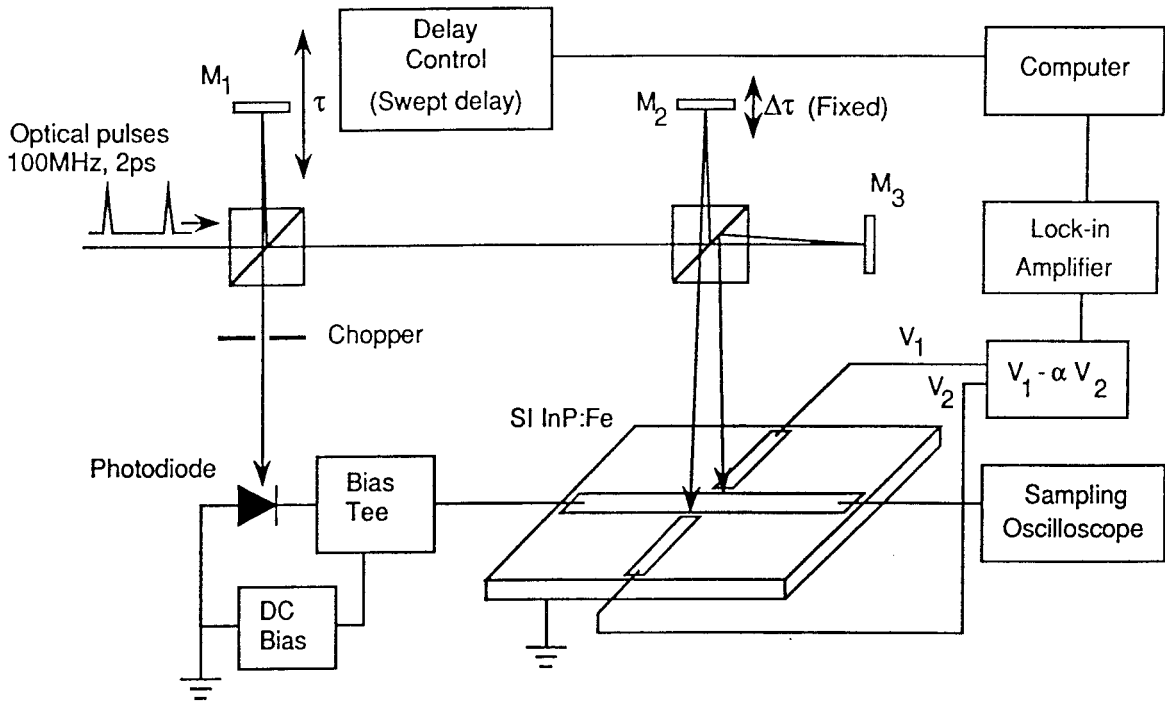 Delay
Control
(Swept delay)
Computer
M1
τ
M2
Δτ (Fixed)
Optical pulses
100MHz, 2ps
M3
Lock-in
Amplifier
Chopper
V1
V2
V1 - α V2
SI InP:Fe
Photodiode
Bias
Tee
Sampling
Oscilloscope
DC
Bias